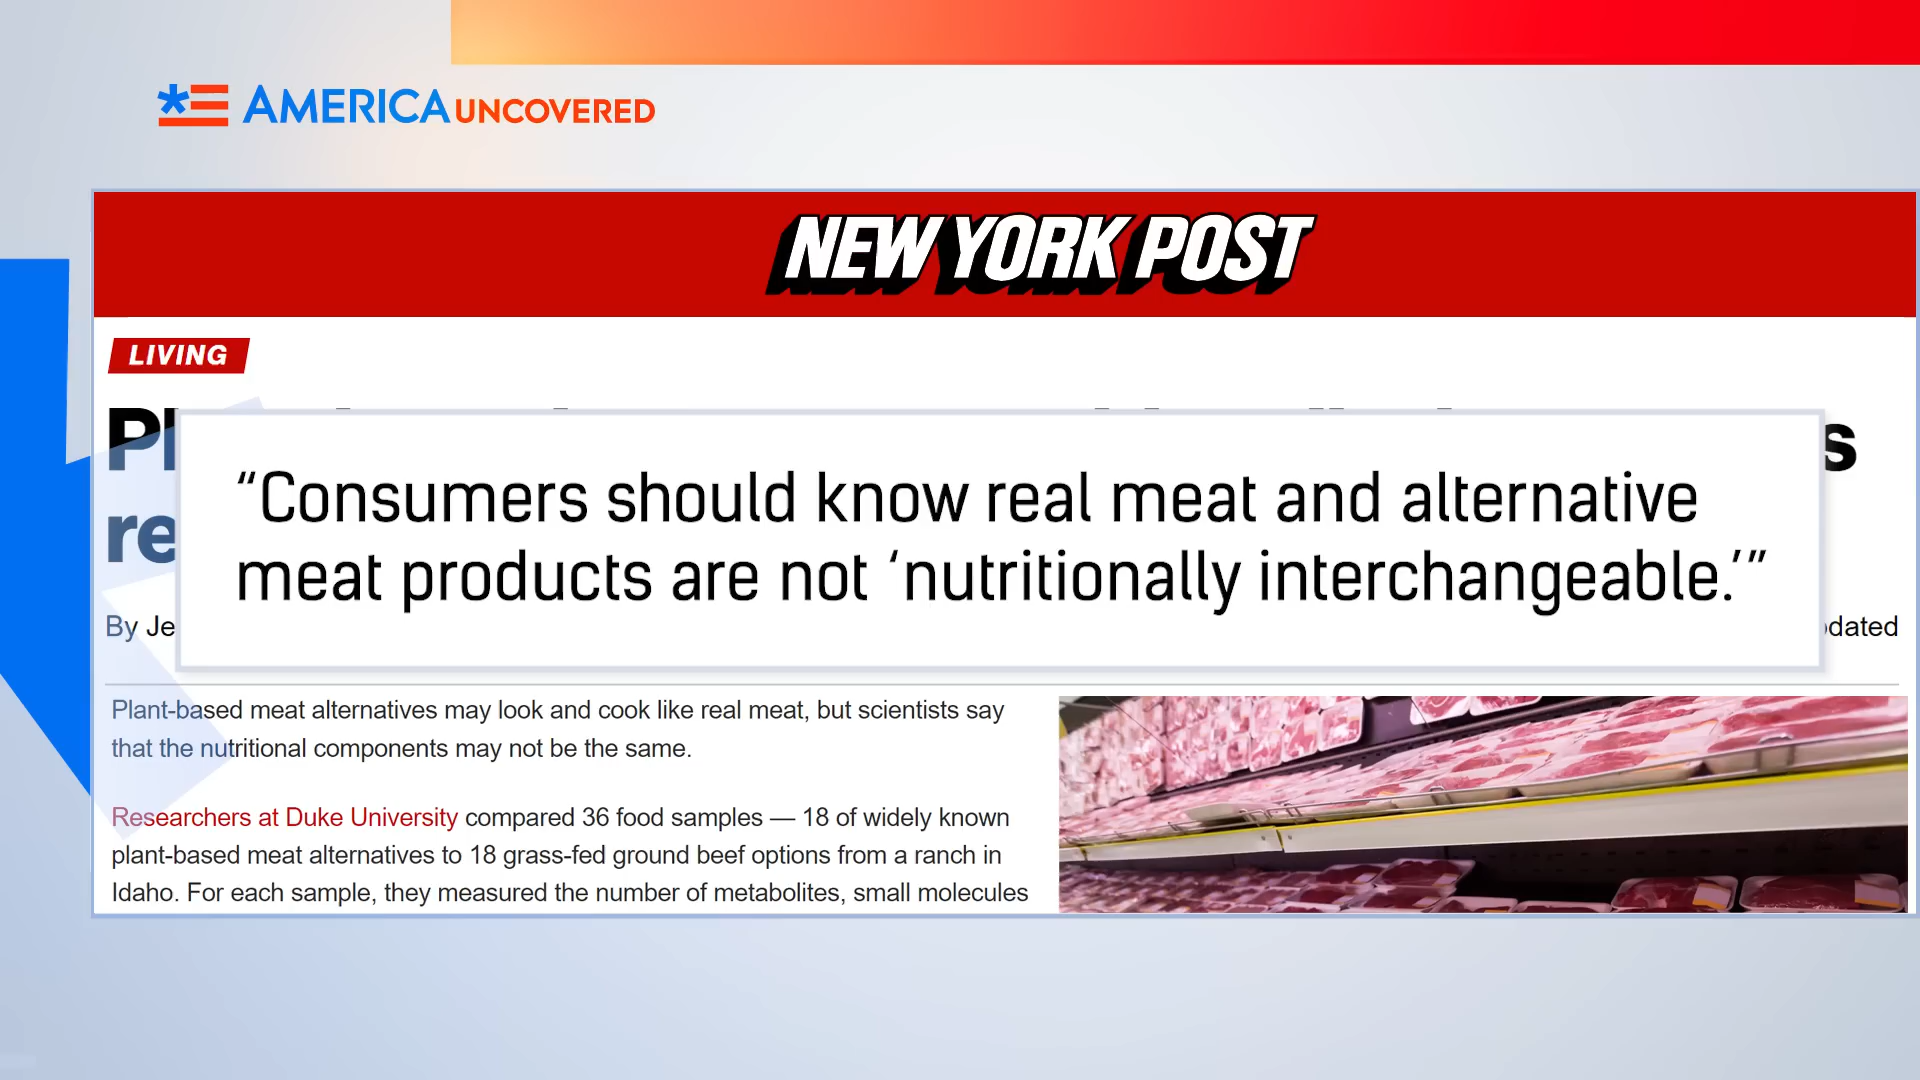 AMERICA UNCOVERED
NEW YORK POST
LIVING
“Consumers should know real meat and alternative
meat products are not ‘nutritionally interchangeable.’”
By
Plant-based meat alternatives may look and cook like real meat, but scientists say
that the nutritional components may not be the same.
Researchers at Duke University compared 36 food samples — 18 of widely known
plant-based meat alternatives to 18 grass-fed ground beef options from a ranch in
Idaho. For each sample, they measured the number of metabolites, small molecules